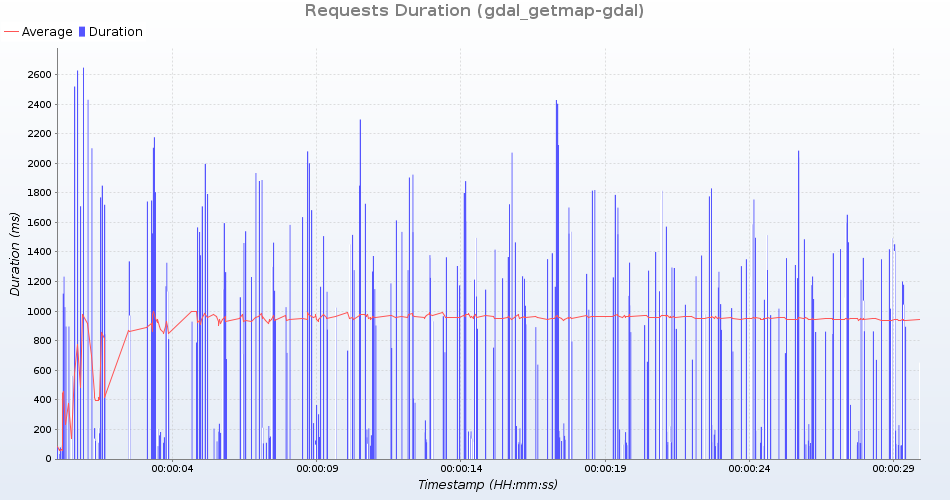 Requests Duration (gdal_getmap-gdal)
Average Duration
2600
2400
2200
2000
1800
1600
1400
1200
1000
800
600
400
200
0
Duration (ms)
00:00:04 00:00:09 00:00:14 00:00:19 00:00:24 00:00:29
Timestamp (HH:mm:ss)